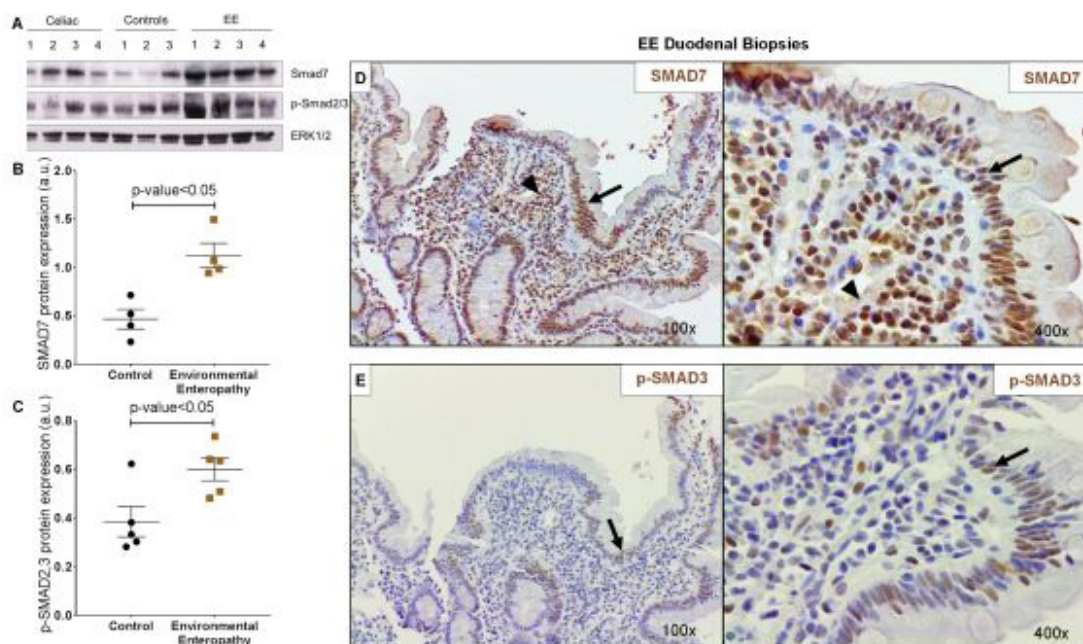 A
Celiac Controls EE
1 2 3 4 1 2 3 1 2 3 4
Smad7
p-Smad2/3
ERK1/2
B
SMAD7 protein expression (a.u.)
2.0
1.5
1.0
0.5
0.0
p-value<0.05
Control Environmental
Enteropathy
C
p-SMAD2,3 protein expression (a.u.)
0.8
0.6
0.4
0.2
0.0
p-value<0.05
Control Environmental
Enteropathy
EE Duodenal Biopsies
D
SMAD7
100x
SMAD7
400x
E
p-SMAD3
100x
p-SMAD3
400x